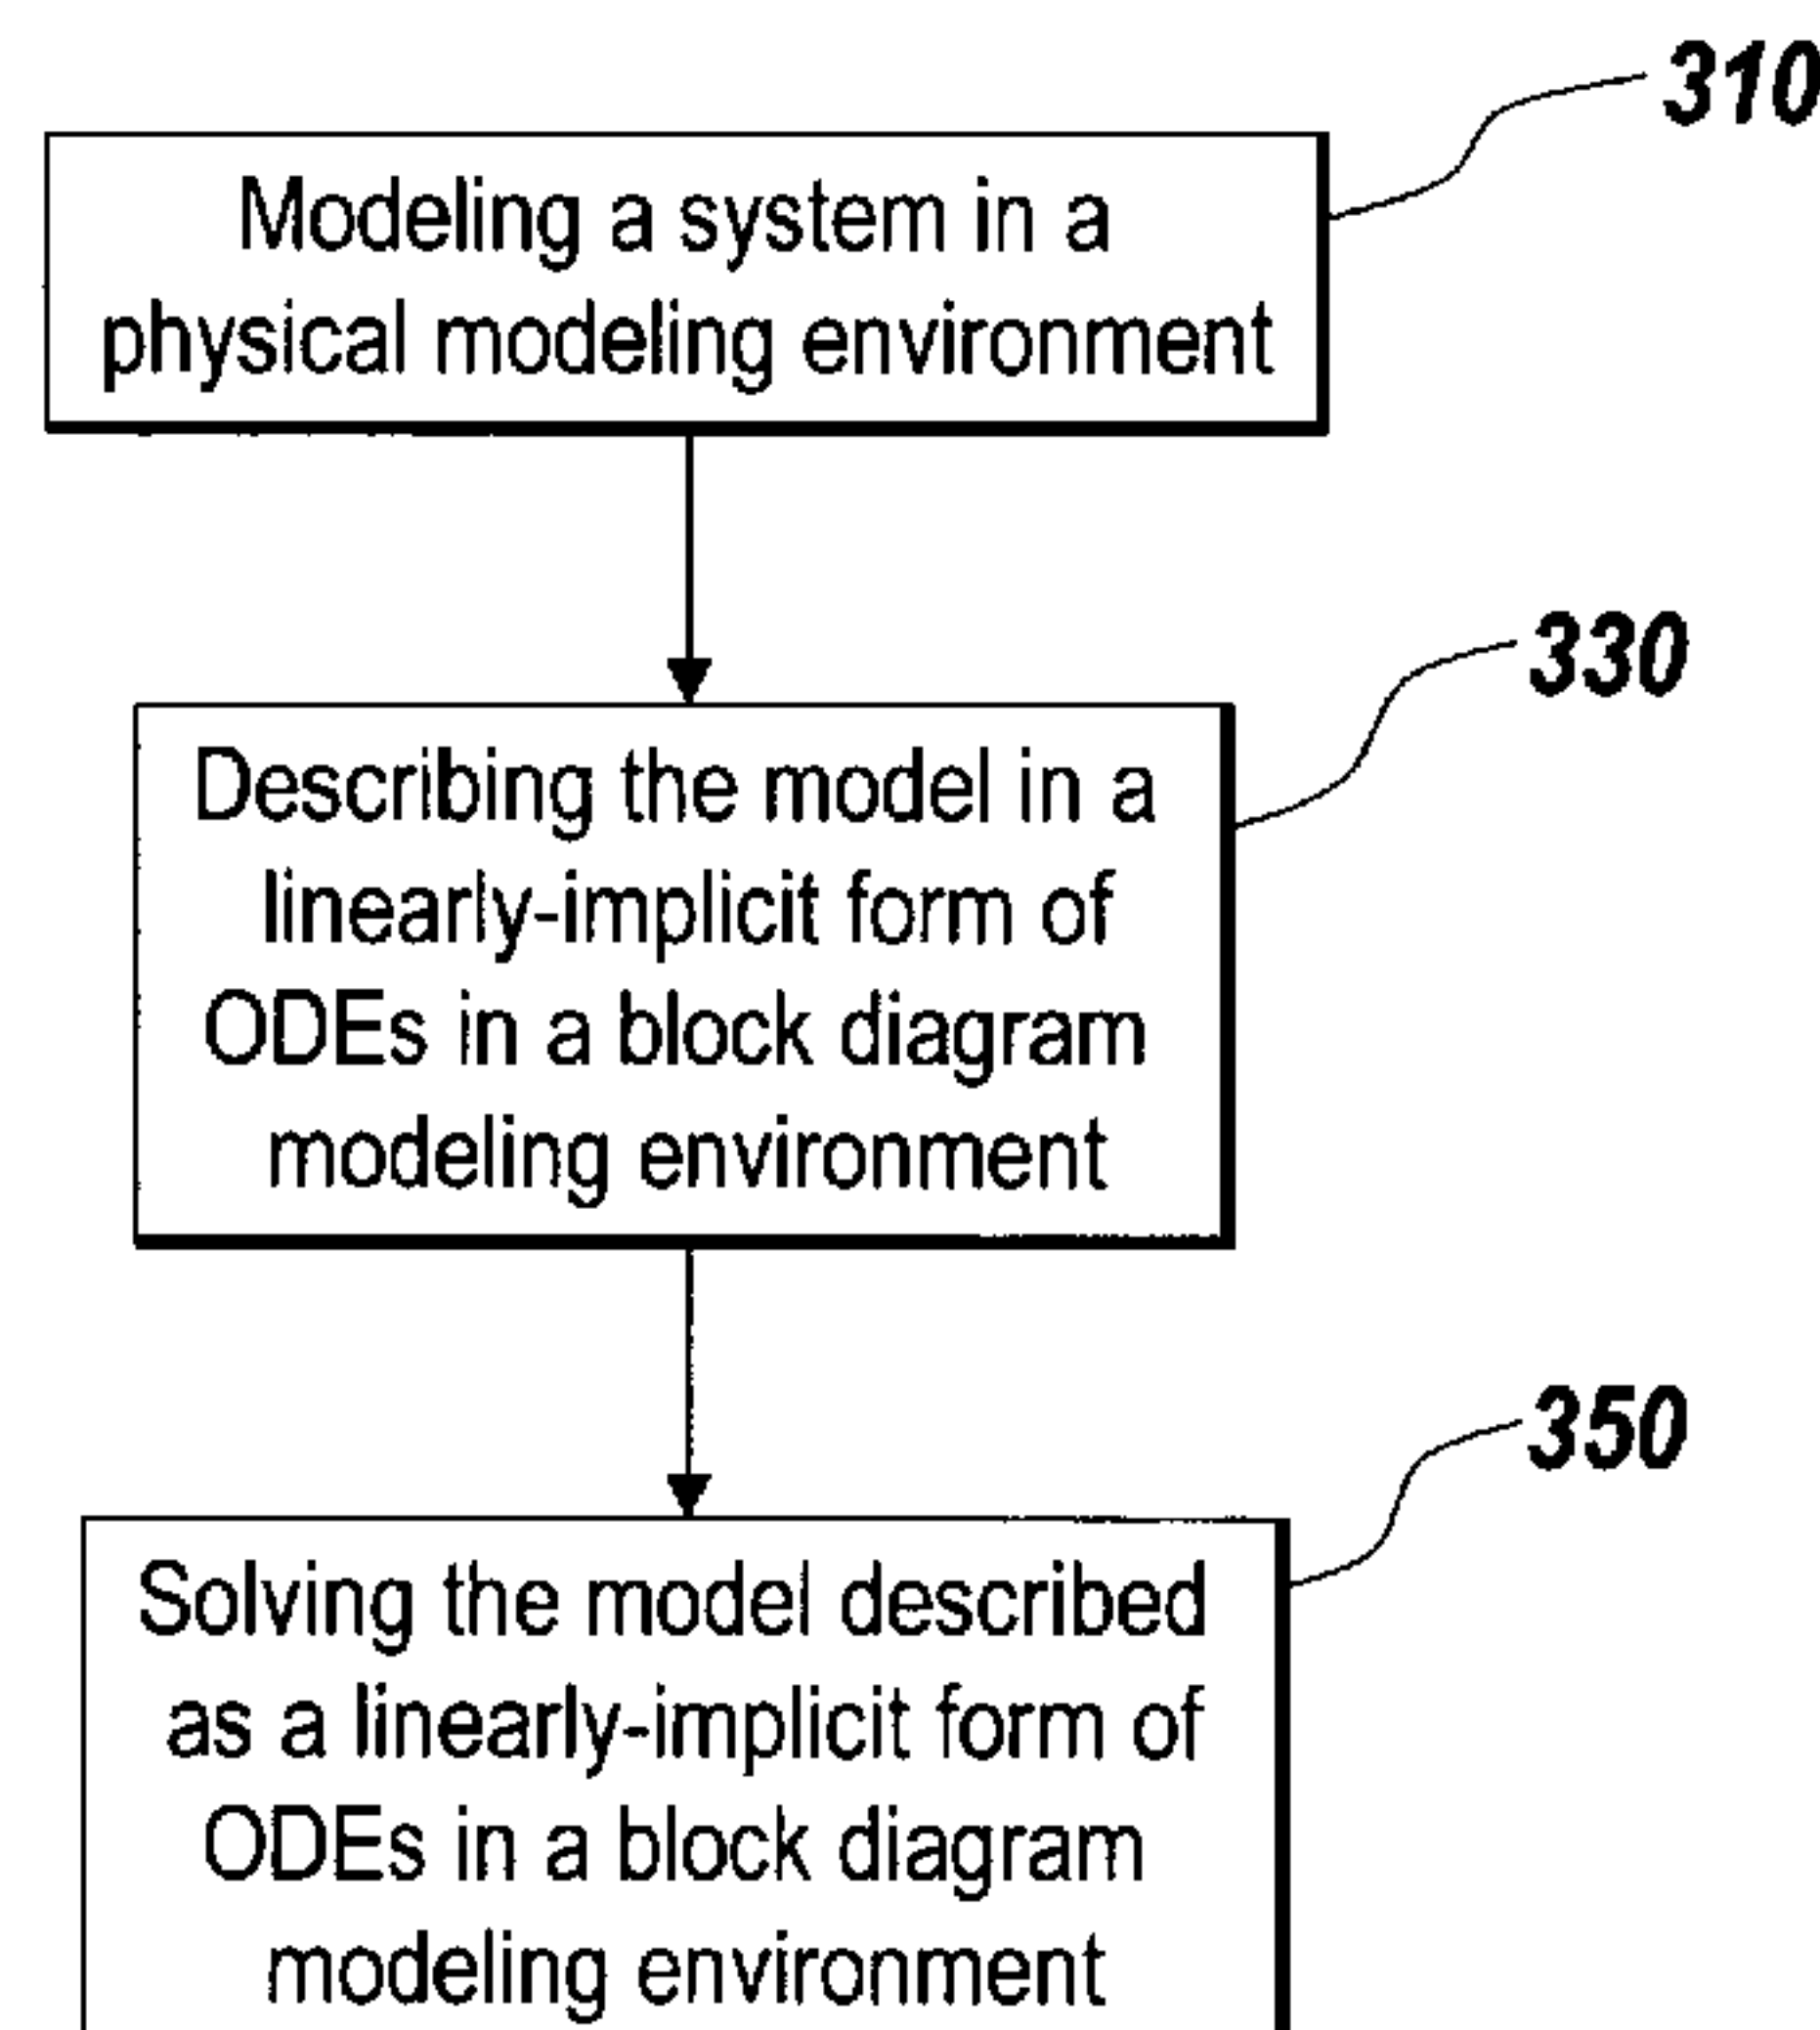 310
Modeling a system in a
physical modeling environment
330
Describing the model in a
linearly-implicit form of
ODEs in a block diagram
modeling environment
350
Solving the model described
as a linearly-implicit form of
ODEs in a block diagram
modeling environment